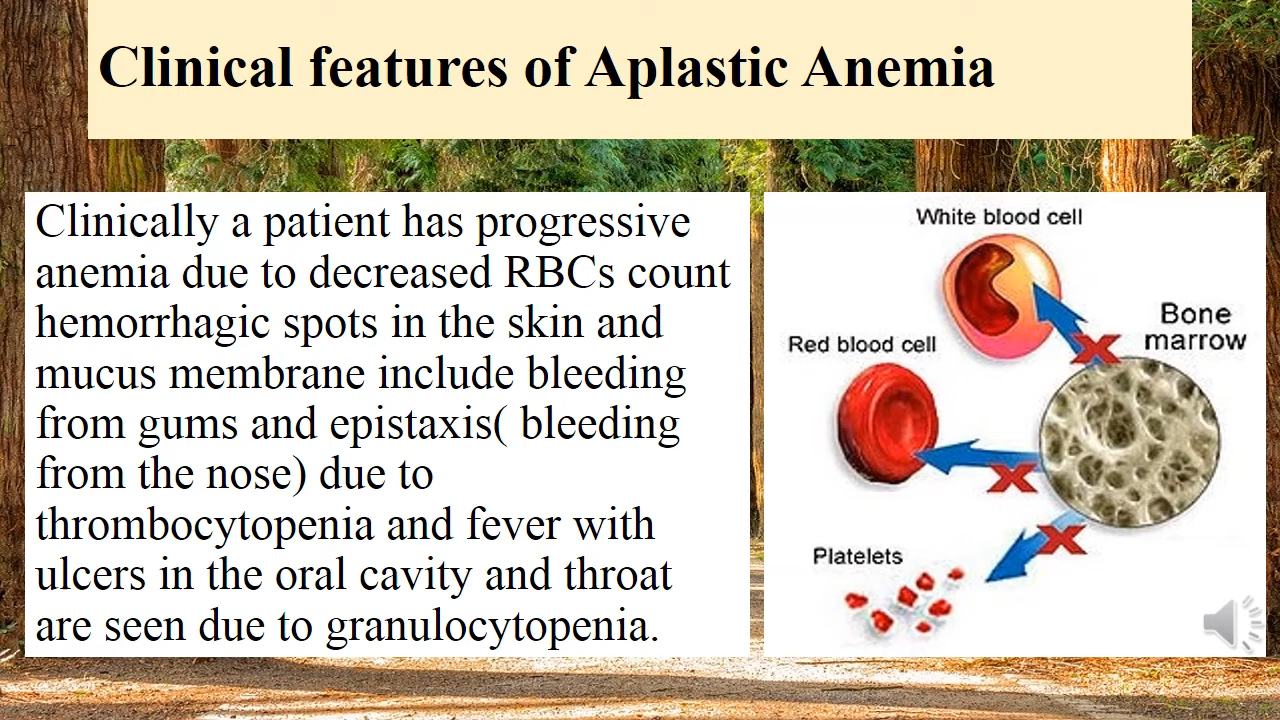 Clinical features of Aplastic Anemia
Clinically a patient has progressive
anemia due to decreased RBCs count
hemorrhagic spots in the skin and
mucus membrane include bleeding
from gums and epistaxis( bleeding
from the nose) due to
thrombocytopenia and fever with
ulcers in the oral cavity and throat
are seen due to granulocytopenia.
White blood cell
Bone
marrow
Red blood cell
Platelets